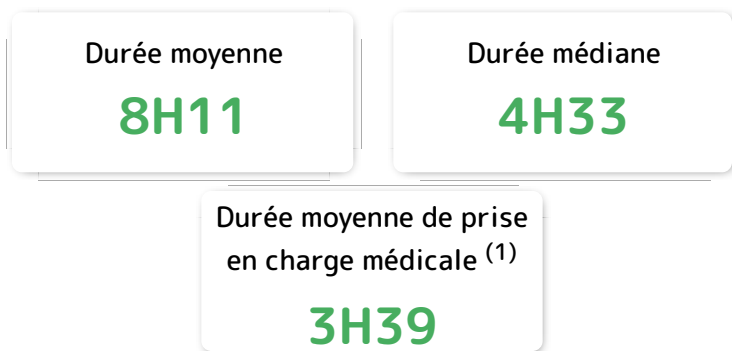 Durée moyenne
8H11
Durée médiane
4H33
Durée moyenne de prise
en charge médicale (1)
3H39